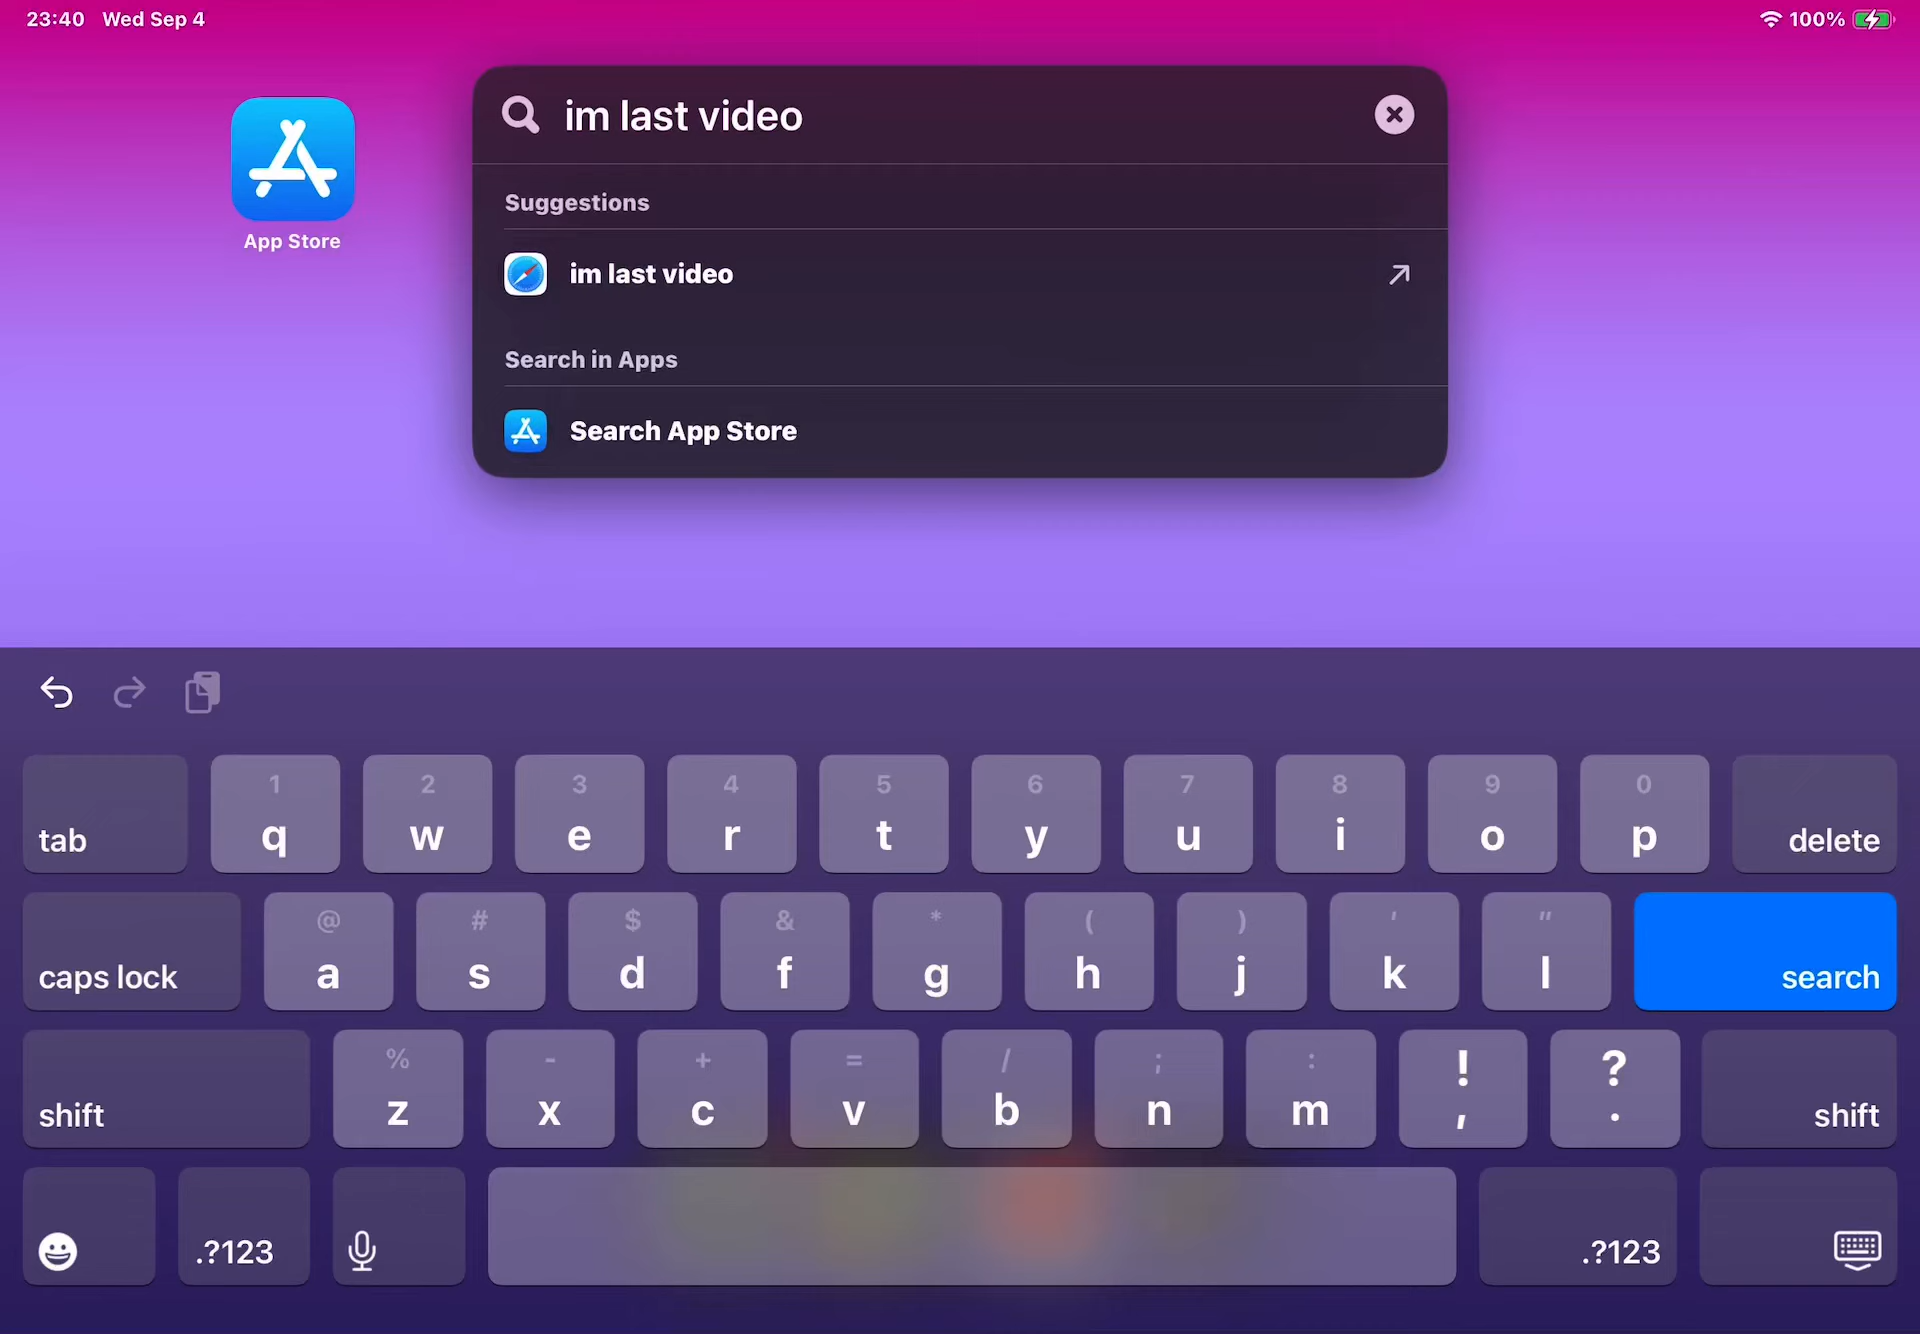 23:40 Wed Sep 4
100%
App Store
im last video
Suggestions
im last video
Search in Apps
Search App Store
1 2 3 4 5 6 7 8 9 0
tab q w e r t y u i o p delete
@ # $ & * ( ) ' "
caps lock a s d f g h j k l search
% - + = / ; : ! ?
shift z x c v b n m , . shift
.?123 .?123